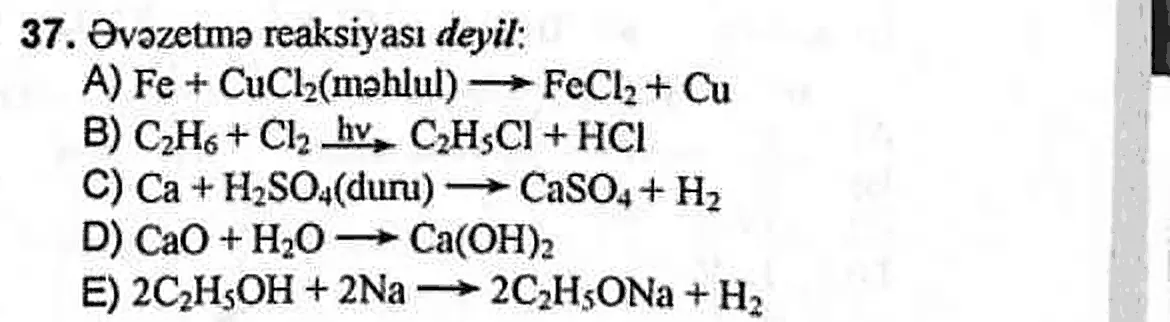 37. Əvəzetmə reaksiyası deyil:
A) Fe + CuCl₂(məhlul) ⟶ FeCl₂ + Cu
B) C₂H₆ + Cl₂ —hv→ C₂H₅Cl + HCl
C) Ca + H₂SO₄(duru) ⟶ CaSO₄ + H₂
D) CaO + H₂O ⟶ Ca(OH)₂
E) 2C₂H₅OH + 2Na ⟶ 2C₂H₅ONa + H₂